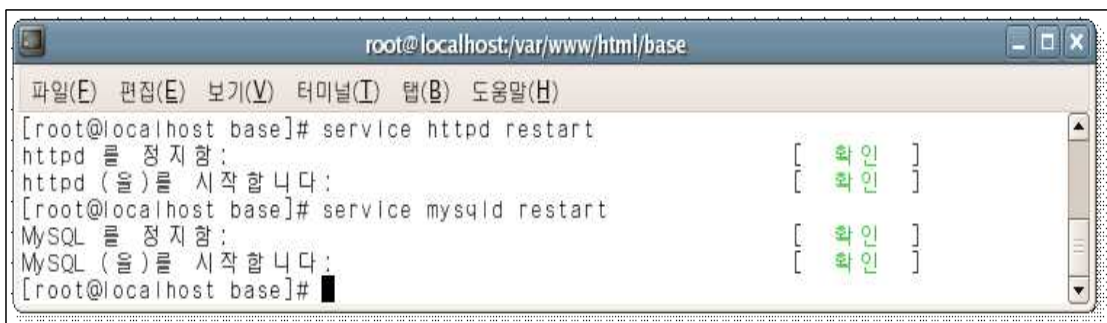 root@localhost:/var/www/html/base
파일(F) 편집(E) 보기(V) 터미널(T) 탭(B) 도움말(H)
[root@localhost base]# service httpd restart
httpd 를 정지함: [ 확인 ]
httpd (을)를 시작합니다: [ 확인 ]
[root@localhost base]# service mysqld restart
MySQL 를 정지함: [ 확인 ]
MySQL (을)를 시작합니다: [ 확인 ]
[root@localhost base]#